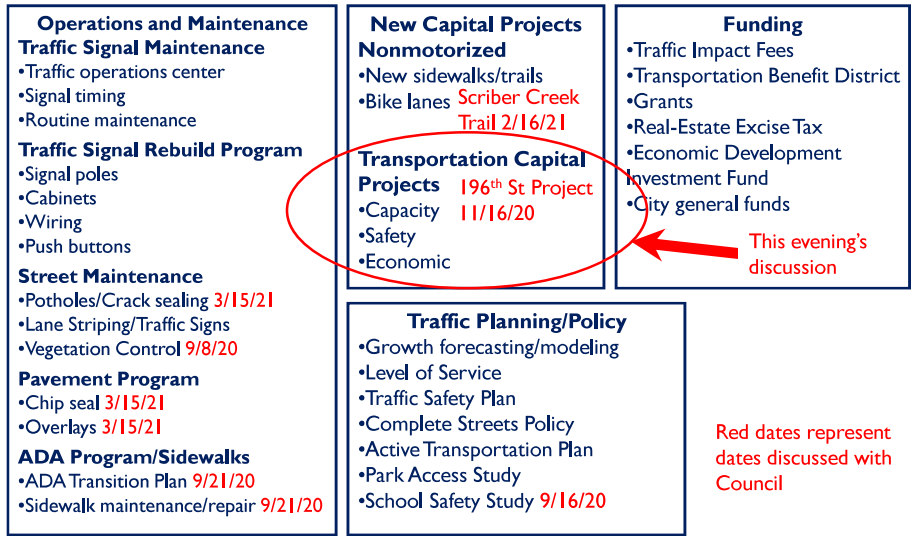 Operations and Maintenance
Traffic Signal Maintenance
•Traffic operations center
•Signal timing
•Routine maintenance
Traffic Signal Rebuild Program
•Signal poles
•Cabinets
•Wiring
•Push buttons
Street Maintenance
•Potholes/Crack sealing 3/15/21
•Lane Striping/Traffic Signs
•Vegetation Control 9/8/20
Pavement Program
•Chip seal 3/15/21
•Overlays 3/15/21
ADA Program/Sidewalks
•ADA Transition Plan 9/21/20
•Sidewalk maintenance/repair 9/21/20
New Capital Projects
Nonmotorized
•New sidewalks/trails
•Bike lanes Scriber Creek
Trail 2/16/21
Transportation Capital
Projects 196th St Project
•Capacity 11/16/20
•Safety
•Economic
Funding
•Traffic Impact Fees
•Transportation Benefit District
•Grants
•Real-Estate Excise Tax
•Economic Development
Investment Fund
•City general funds
This evening's
discussion
Traffic Planning/Policy
•Growth forecasting/modeling
•Level of Service
•Traffic Safety Plan
•Complete Streets Policy
•Active Transportation Plan
•Park Access Study
•School Safety Study 9/16/20
Red dates represent
dates discussed with
Council